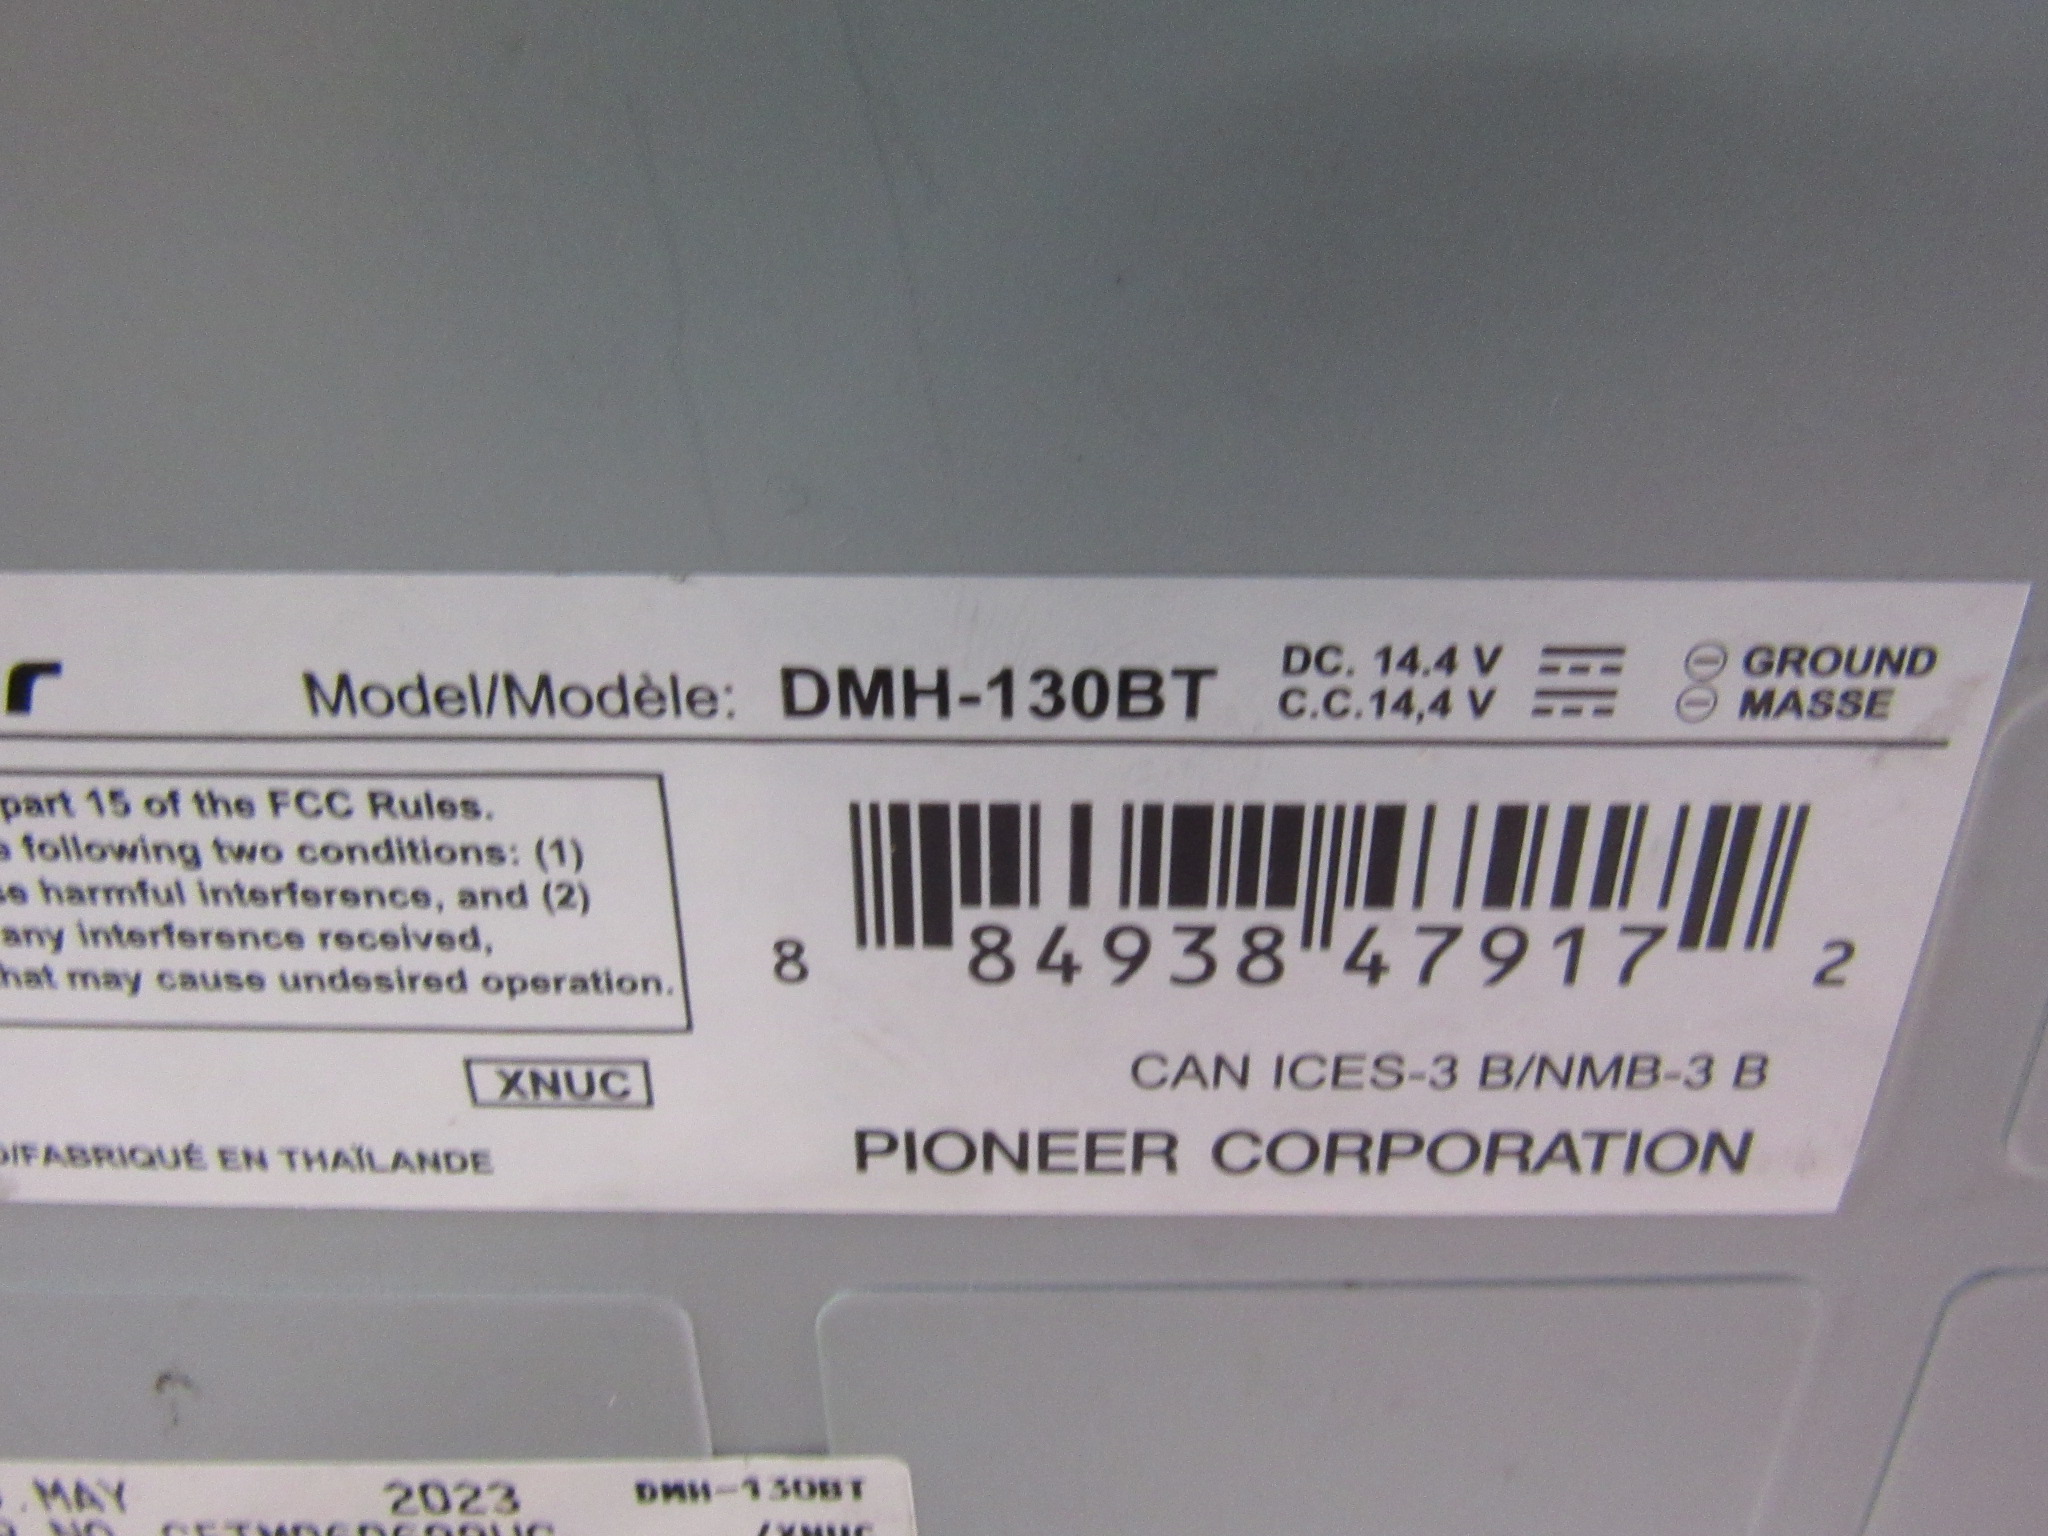 r Model/Modèle: DMH-130BT DC. 14.4 V ⊖ GROUND
C.C.14,4 V ⊖ MASSE
part 15 of the FCC Rules.
following two conditions: (1)
harmful interference, and (2)
any interference received,
that may cause undesired operation.
8 84938 47917 2
XNUC
CAN ICES-3 B/NMB-3 B
/FABRIQUÉ EN THAÏLANDE
PIONEER CORPORATION
MAY 2023 DMH-130BT
/XNUC